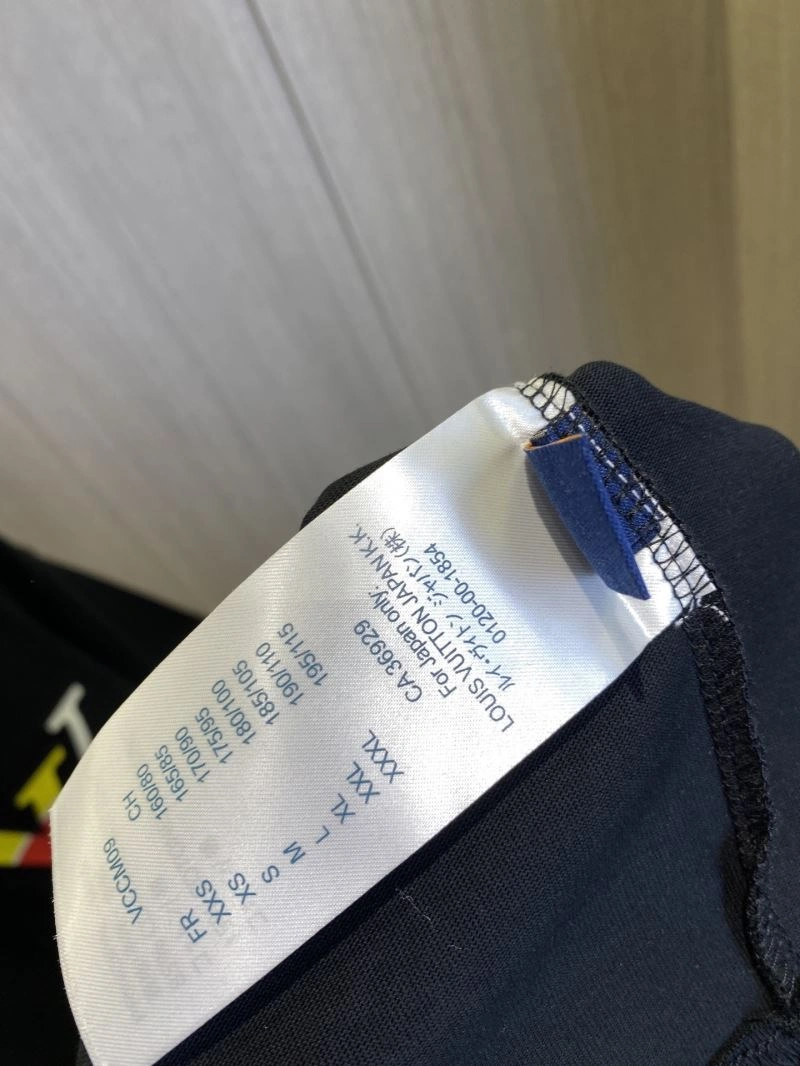 VCCM09
FR CH
XXS 160/80
XS 165/85
S 170/90
M 175/95
L 180/100
XL 185/105
XXL 190/110
XXXL 195/115
CA 36929
For Japan only:
LOUIS VUITTON JAPAN K.K.
ルイ・ヴィトン ジャパン(株)
0120-00-1854